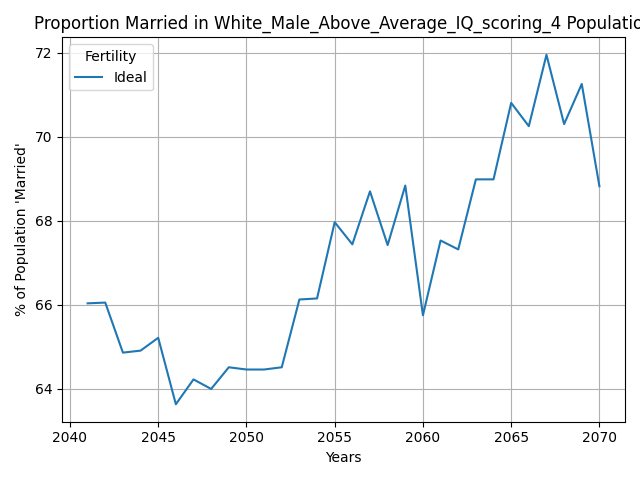 Proportion Married in White_Male_Above_Average_IQ_scoring_4 Populatio
Fertility
Ideal
% of Population 'Married'
72
70
68
66
64
2040 2045 2050 2055 2060 2065 2070
Years